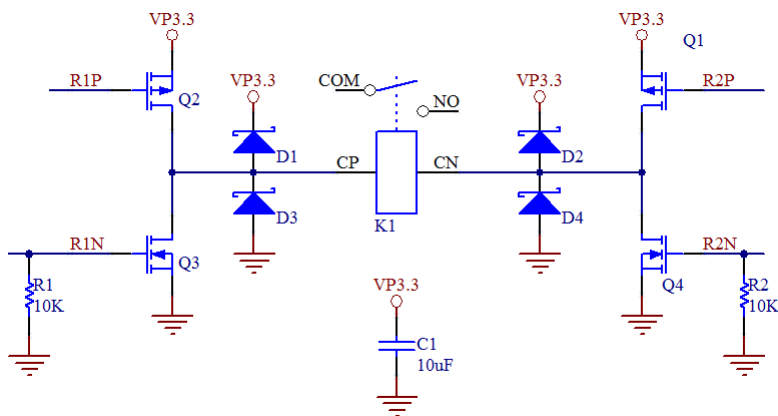 VP3.3
VP3.3
Q1
R1P
Q2
VP3.3
COM
NO
VP3.3
R2P
D1
D2
CP
CN
D3
K1
D4
R1N
Q3
R2N
Q4
R1
10K
VP3.3
R2
10K
C1
10uF